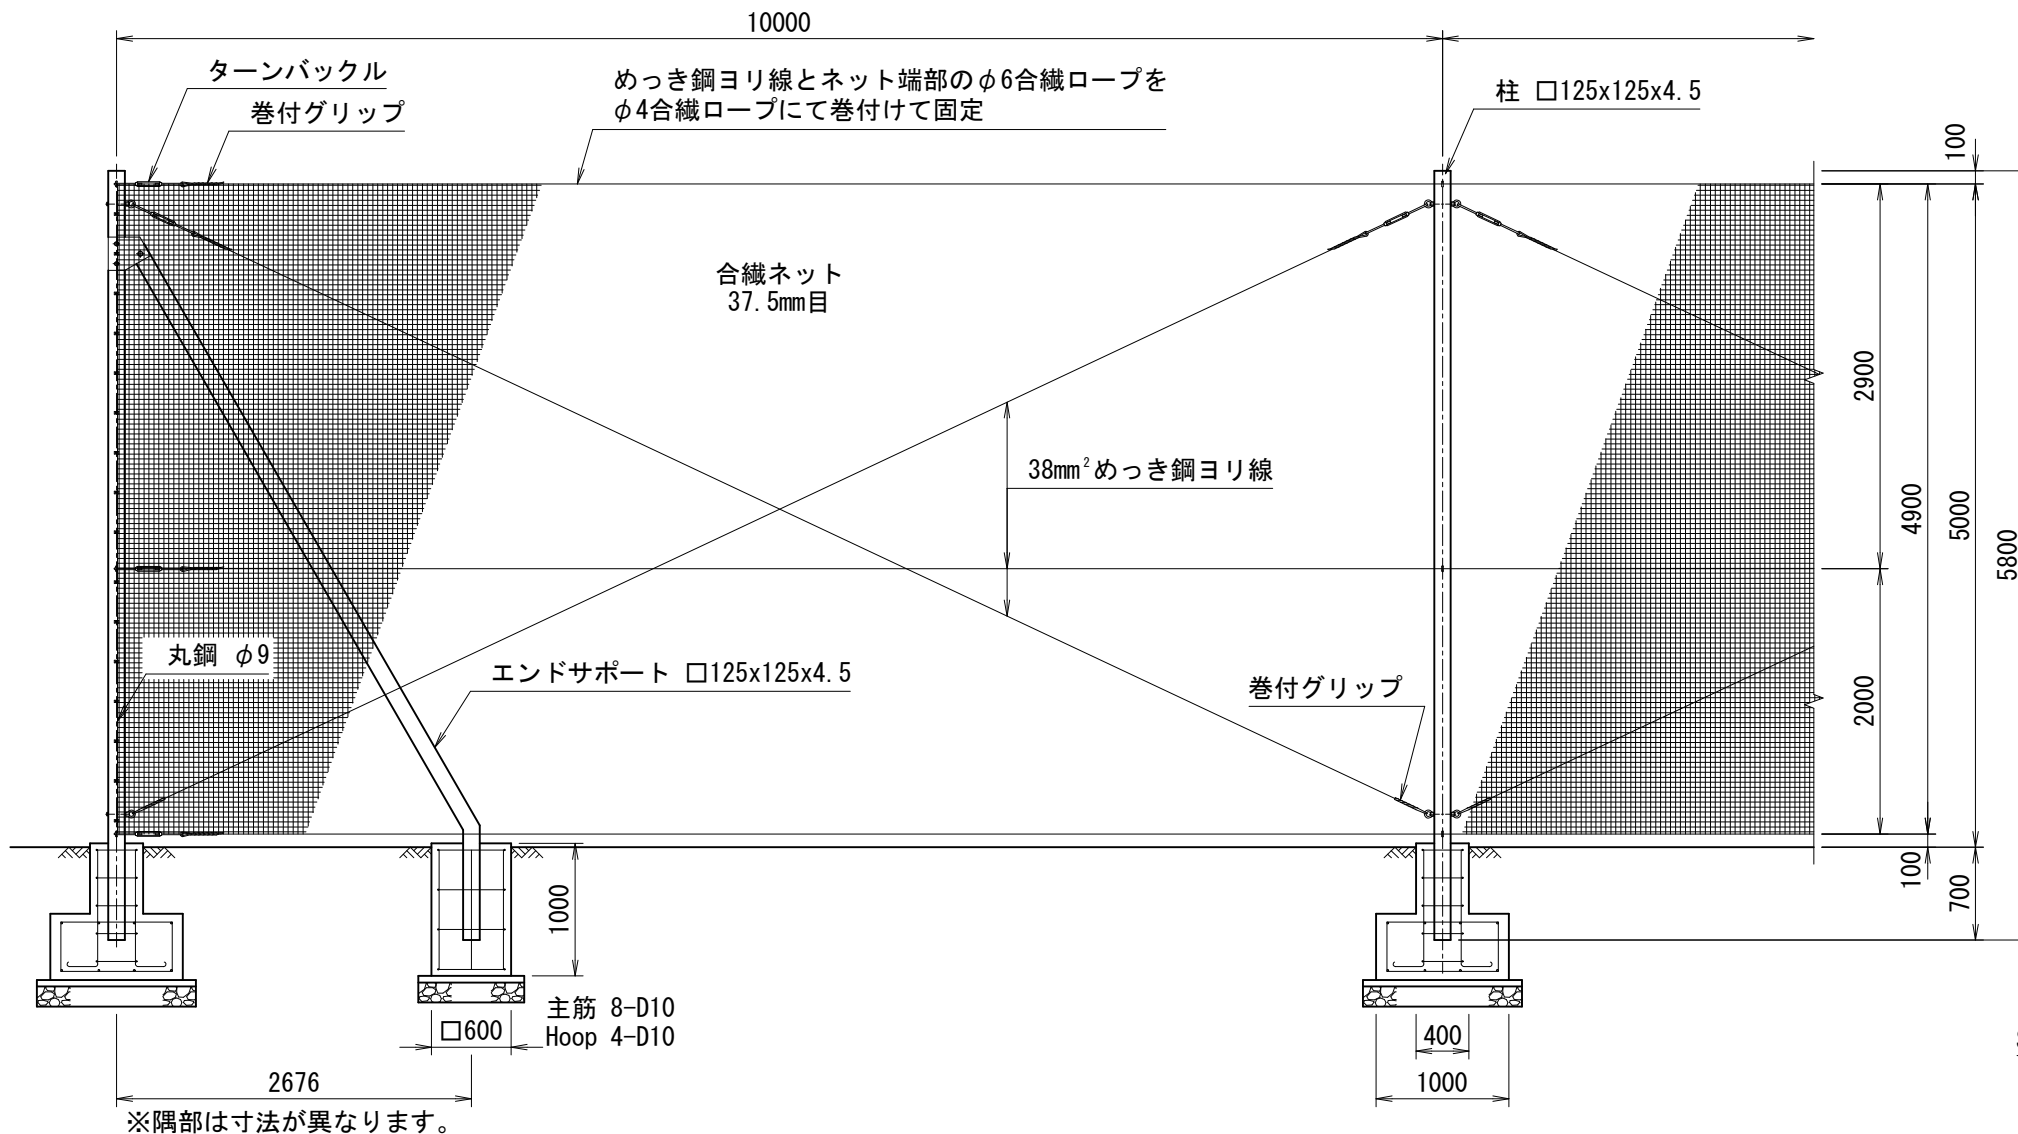 10000
ターンバックル
巻付グリップ
めっき鋼ヨリ線とネット端部のφ6合繊ロープを
φ4合繊ロープにて巻付けて固定
柱 □125x125x4.5
100
合繊ネット
37.5mm目
2900
38mm²めっき鋼ヨリ線
4900
5000
5800
丸鋼 φ9
エンドサポート □125x125x4.5
巻付グリップ
2000
100
700
1000
主筋 8-D10
Hoop 4-D10
□600
400
1000
2676
※隅部は寸法が異なります。